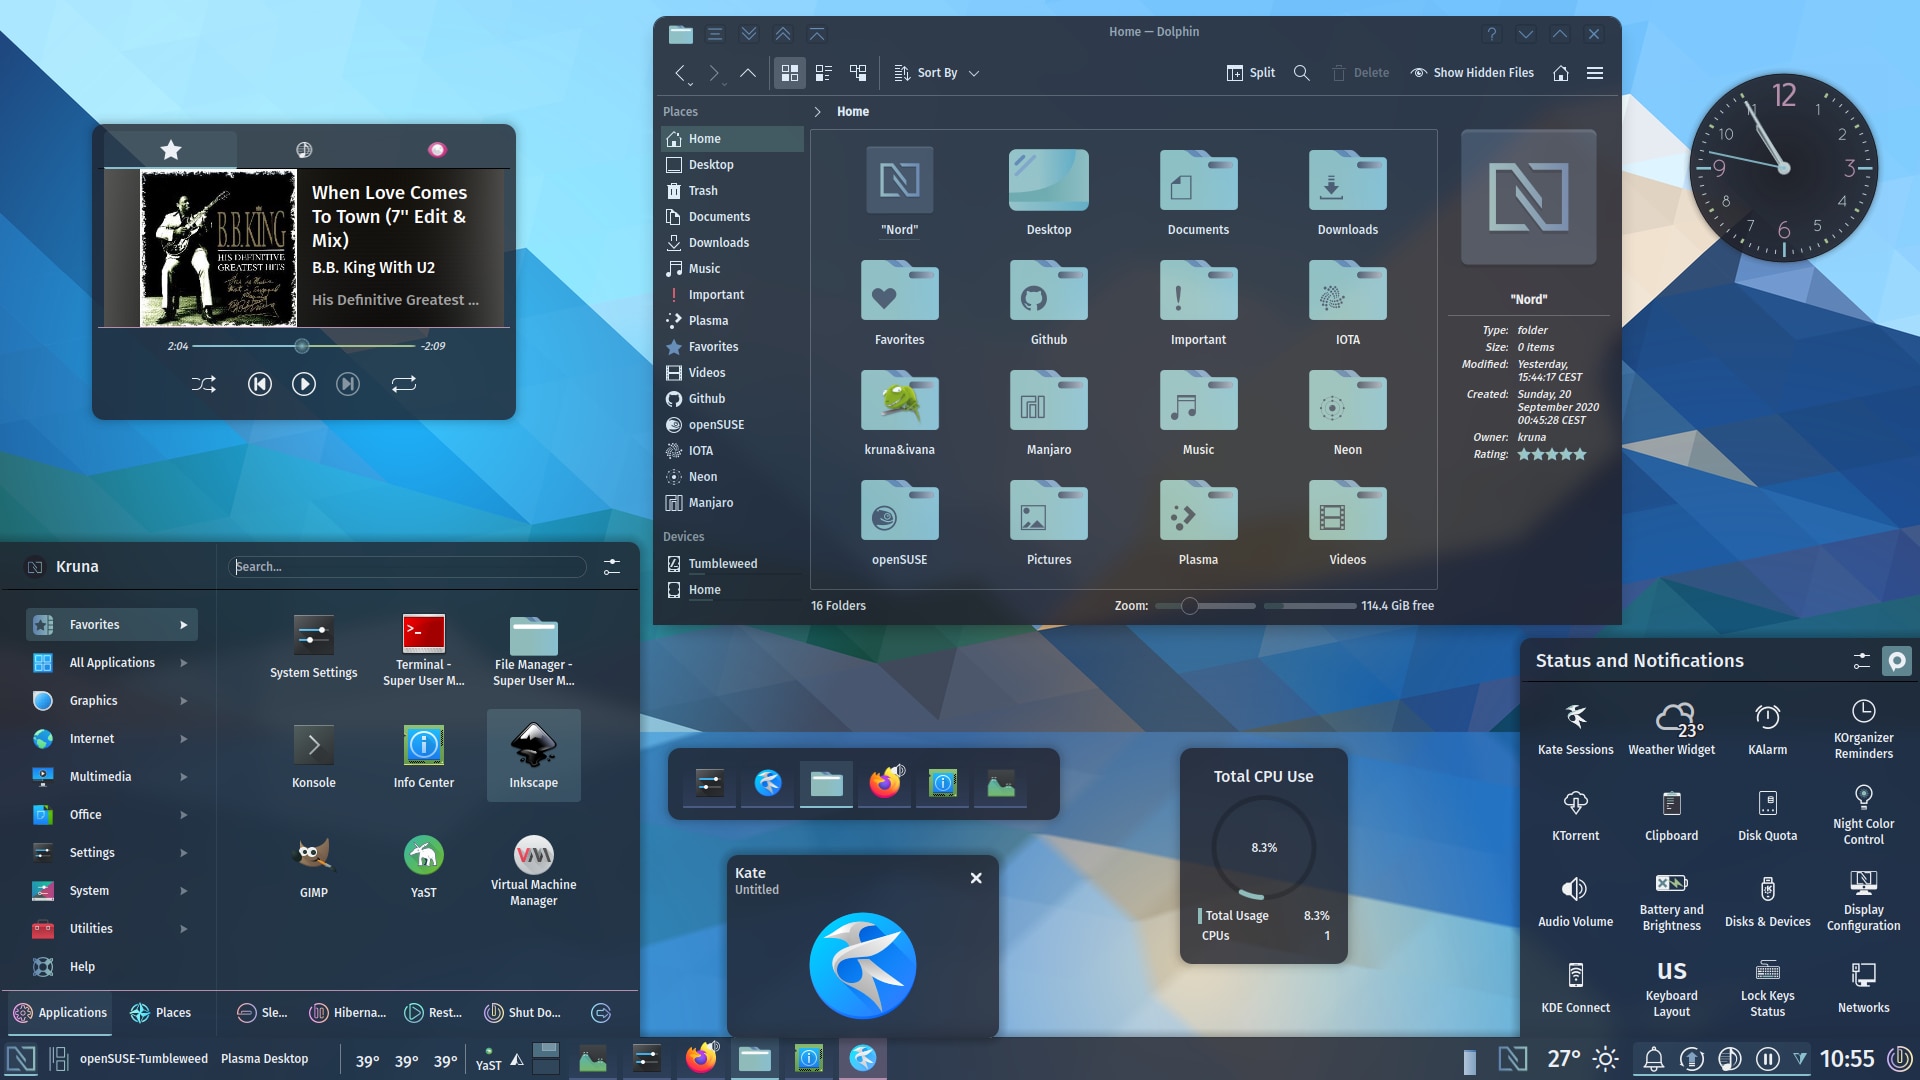 Home — Dolphin
Sort By
Split
Delete
Show Hidden Files
Places
Home
Desktop
Trash
Documents
Downloads
Music
Important
Plasma
Favorites
Videos
Github
openSUSE
IOTA
Neon
Manjaro
Devices
Tumbleweed
Home
Home
"Nord"
Desktop
Documents
Downloads
Favorites
Github
Important
IOTA
kruna&ivana
Manjaro
Music
Neon
openSUSE
Pictures
Plasma
Videos
16 Folders
Zoom:
114.4 GiB free
"Nord"
Type: folder
Size: 0 items
Modified: Yesterday,
15:44:17 CEST
Created: Sunday, 20
September 2020
00:45:28 CEST
Owner: kruna
Rating:
12
1
2
3
4
5
6
7
8
9
10
When Love Comes
To Town (7" Edit &
Mix)
B.B. King With U2
His Definitive Greatest ...
B.B.KING
HIS DEFINITIVE
GREATEST HITS
2:04
-2:09
Kruna
Search...
Favorites
All Applications
Graphics
Internet
Multimedia
Office
Settings
System
Utilities
Help
System Settings
Terminal -
Super User M...
File Manager -
Super User M...
Konsole
Info Center
Inkscape
GIMP
YaST
Virtual Machine
Manager
Applications
Places
Sle...
Hiberna...
Rest...
Shut Do...
Kate
Untitled
Total CPU Use
8.3%
Total Usage 8.3%
CPUs 1
Status and Notifications
Kate Sessions
23°
Weather Widget
KAlarm
KOrganizer
Reminders
KTorrent
Clipboard
Disk Quota
Night Color
Control
Audio Volume
Battery and
Brightness
Disks & Devices
Display
Configuration
KDE Connect
us
Keyboard
Layout
Lock Keys
Status
Networks
openSUSE-Tumbleweed
Plasma Desktop
39° 39° 39°
YaST
27°
10:55